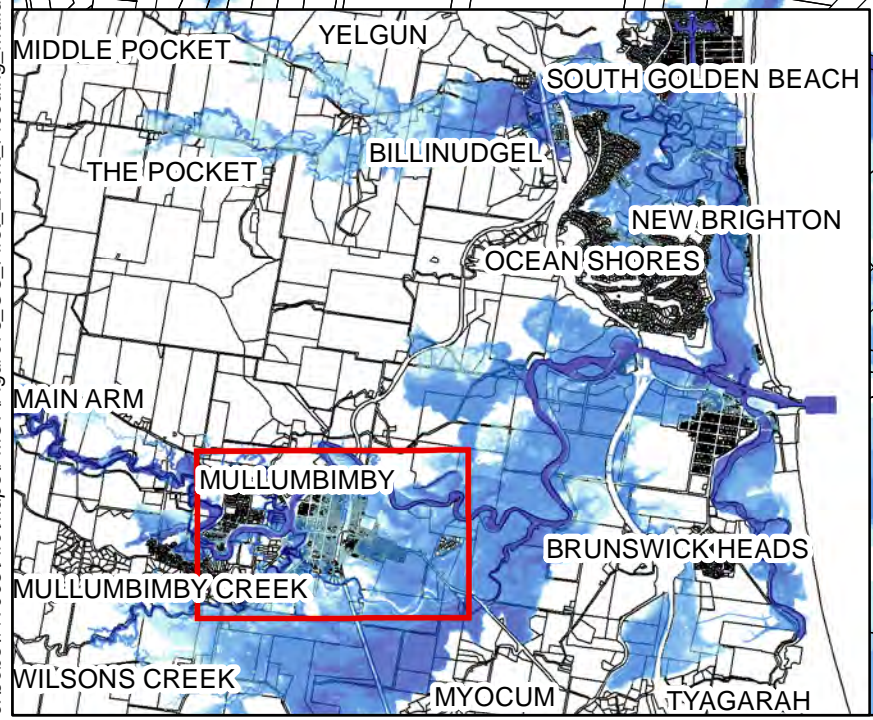 YELGUN
MIDDLE POCKET
SOUTH GOLDEN BEACH
BILLINUDGEL
THE POCKET
NEW BRIGHTON
OCEAN SHORES
MAIN ARM
MULLUMBIMBY
BRUNSWICK HEADS
MULLUMBIMBY CREEK
WILSONS CREEK
MYOCUM
TYAGARAH